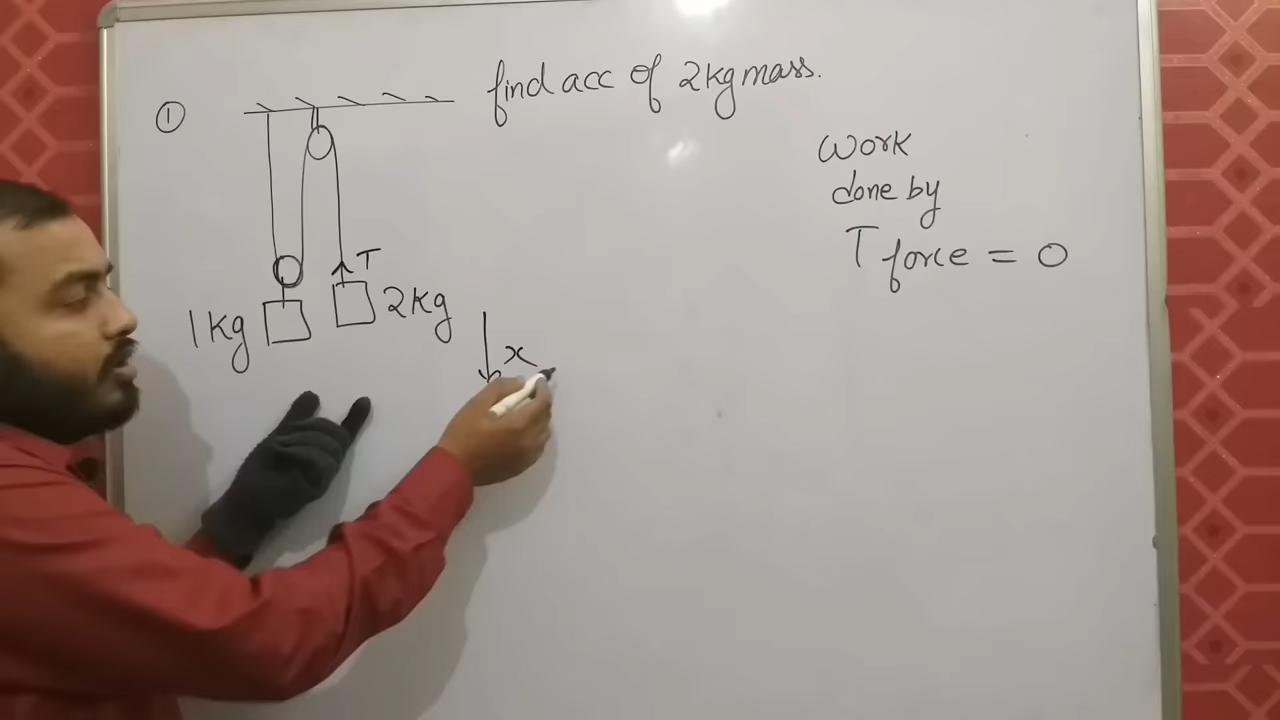 ①
find acc of 2kg mass.
Work
done by
T force = 0
T
1kg
2kg
x